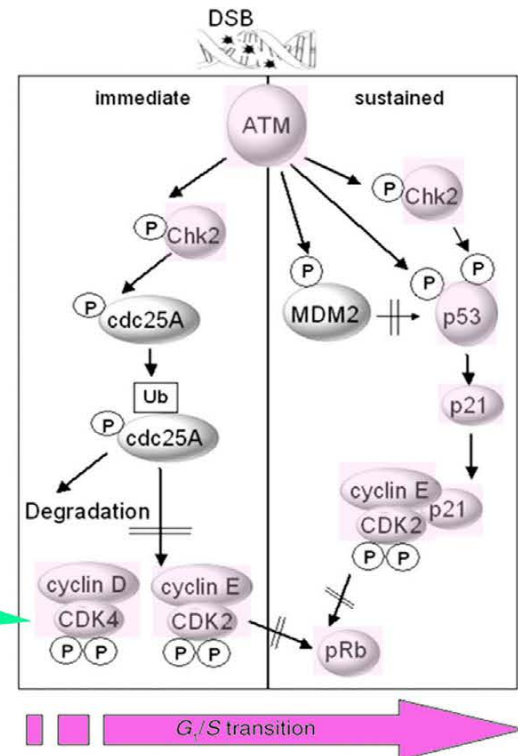 DSB
immediate
sustained
ATM
P
Chk2
P
cdc25A
Ub
P
cdc25A
Degradation
cyclin D
CDK4
P P
cyclin E
CDK2
P P
P
Chk2
P
MDM2
P
P
p53
p21
cyclin E
p21
CDK2
P P
pRb
G₁/S transition